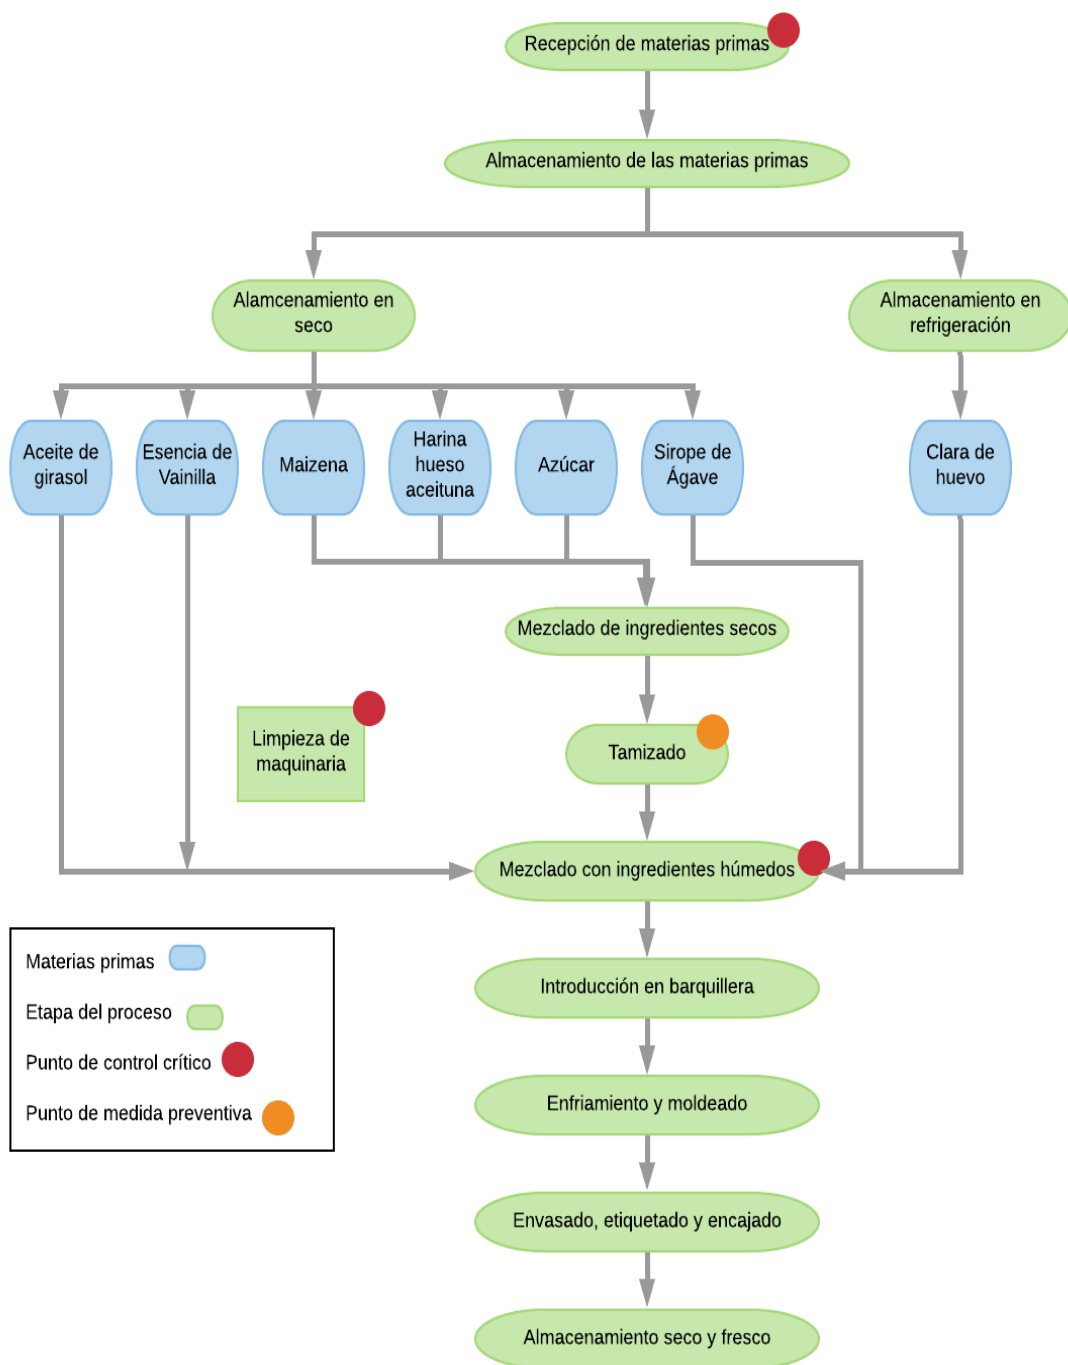 Recepción de materias primas
Almacenamiento de las materias primas
Alamcenamiento en
seco
Almacenamiento en
refrigeración
Aceite de
girasol
Esencia de
Vainilla
Maizena
Harina
hueso
aceituna
Azúcar
Sirope de
Ágave
Clara de
huevo
Mezclado de ingredientes secos
Limpieza de
maquinaria
Tamizado
Mezclado con ingredientes húmedos
Materias primas
Etapa del proceso
Punto de control crítico
Punto de medida preventiva
Introducción en barquillera
Enfriamiento y moldeado
Envasado, etiquetado y encajado
Almacenamiento seco y fresco